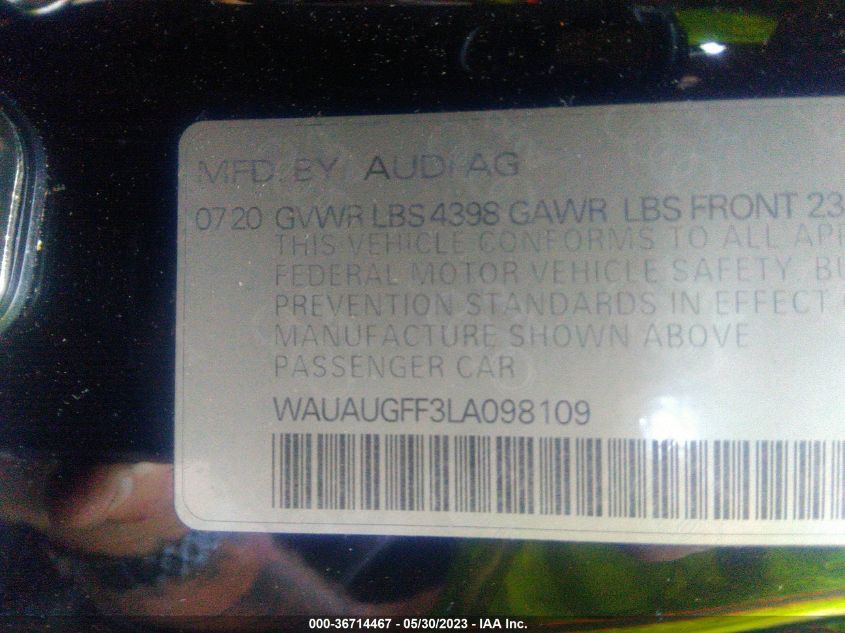 MFD. BY: AUDI AG
0720 GVWR LBS 4398 GAWR LBS FRONT 23
THIS VEHICLE CONFORMS TO ALL
FEDERAL MOTOR VEHICLE SAFETY,
PREVENTION STANDARDS IN EFFECT
MANUFACTURE SHOWN ABOVE
PASSENGER CAR
WAUAUGFF3LA098109
000-36714467 - 05/30/2023 - IAA Inc.